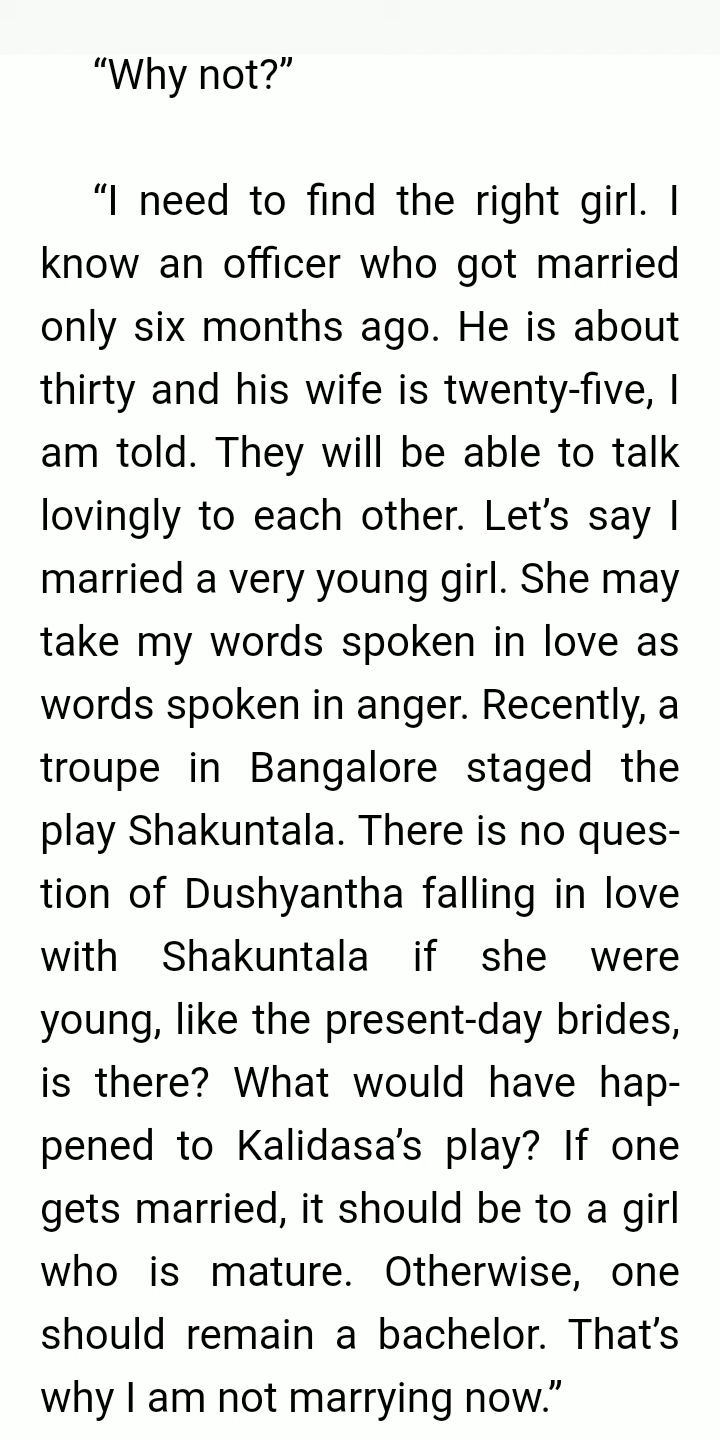 “Why not?”
“I need to find the right girl. I
know an officer who got married
only six months ago. He is about
thirty and his wife is twenty-five, I
am told. They will be able to talk
lovingly to each other. Let’s say I
married a very young girl. She may
take my words spoken in love as
words spoken in anger. Recently, a
troupe in Bangalore staged the
play Shakuntala. There is no ques-
tion of Dushyantha falling in love
with Shakuntala if she were
young, like the present-day brides,
is there? What would have hap-
pened to Kalidasa’s play? If one
gets married, it should be to a girl
who is mature. Otherwise, one
should remain a bachelor. That’s
why I am not marrying now.”